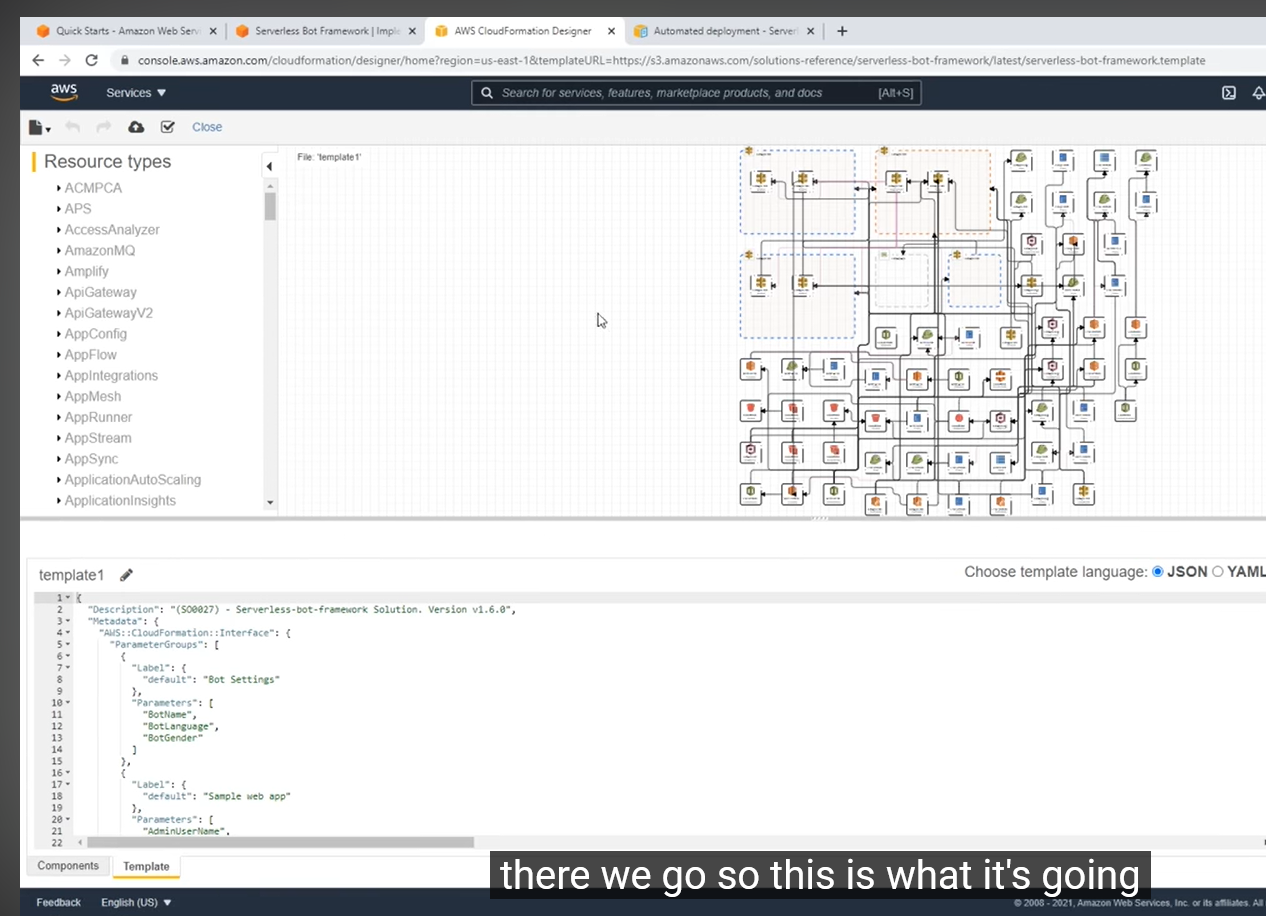 Quick Starts - Amazon Web Servi
Serverless Bot Framework | Imple
AWS CloudFormation Designer
Automated deployment - Server
console.aws.amazon.com/cloudformation/designer/home?region=us-east-1&templateURL=https://s3.amazonaws.com/solutions-reference/serverless-bot-framework/latest/serverless-bot-framework.template
aws
Services
Search for services, features, marketplace products, and docs
[Alt+S]
Close
Resource types
File: 'template1'
ACMPCA
APS
AccessAnalyzer
AmazonMQ
Amplify
ApiGateway
ApiGatewayV2
AppConfig
AppFlow
AppIntegrations
AppMesh
AppRunner
AppStream
AppSync
ApplicationAutoScaling
ApplicationInsights
template1
Choose template language: JSON YAML
1 {
2 "Description": "(SO0027) - Serverless-bot-framework Solution. Version v1.6.0",
3 "Metadata": {
4 "AWS::CloudFormation::Interface": {
5 "ParameterGroups": [
6 {
7 "Label": {
8 "default": "Bot Settings"
9 },
10 "Parameters": [
11 "BotName",
12 "BotLanguage",
13 "BotGender"
14 ]
15 },
16 {
17 "Label": {
18 "default": "Sample web app"
19 },
20 "Parameters": [
21 "AdminUserName",
22
Components
Template
there we go so this is what it's going
Feedback
English (US)
© 2008 - 2021, Amazon Web Services, Inc. or its affiliates. All